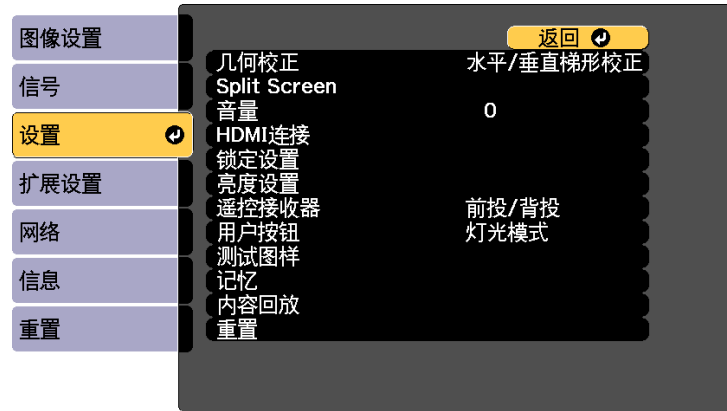 图像设置
信号
设置
扩展设置
网络
信息
重置
返回
几何校正 水平/垂直梯形校正
Split Screen
音量 0
HDMI连接
锁定设置
亮度设置
遥控接收器 前投/背投
用户按钮 灯光模式
测试图样
记忆
内容回放
重置